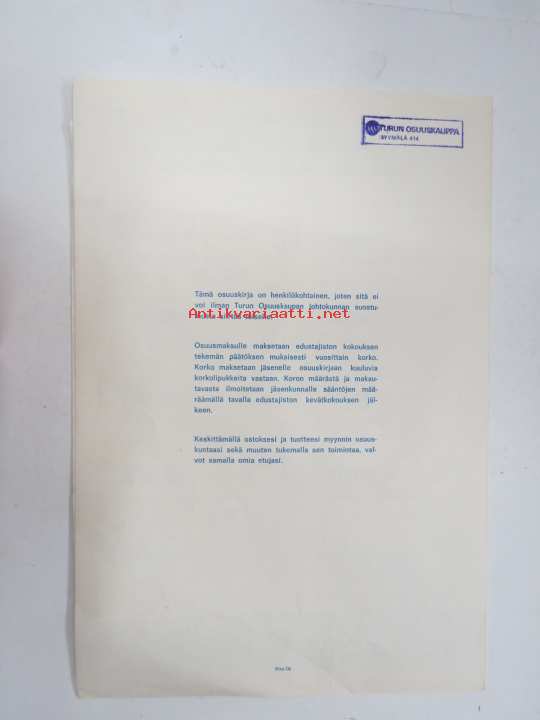 TURUN OSUUSKAUPPA
MYYMÄLÄ 414
Tämä osuuskirja on henkilökohtainen, joten sitä ei
voi ilman Turun Osuuskaupan johtokunnan suostu-
Antikvariaatti.net
Osuusmaksulle maksetaan edustajiston kokouksen
tekemän päätöksen mukaisesti vuosittain korko.
Korko maksetaan jäsenelle osuuskirjaan kuuluvia
korkolipukkeita vastaan. Koron määrästä ja maksu-
tavasta ilmoitetaan jäsenkunnalle sääntöjen mää-
räämällä tavalla edustajiston kevätkokouksen jäl-
keen.
Keskittämällä ostoksesi ja tuotteesi myynnin osuus-
kuntaasi sekä muuten tukemalla sen toimintaa, val-
vot samalla omia etujasi.